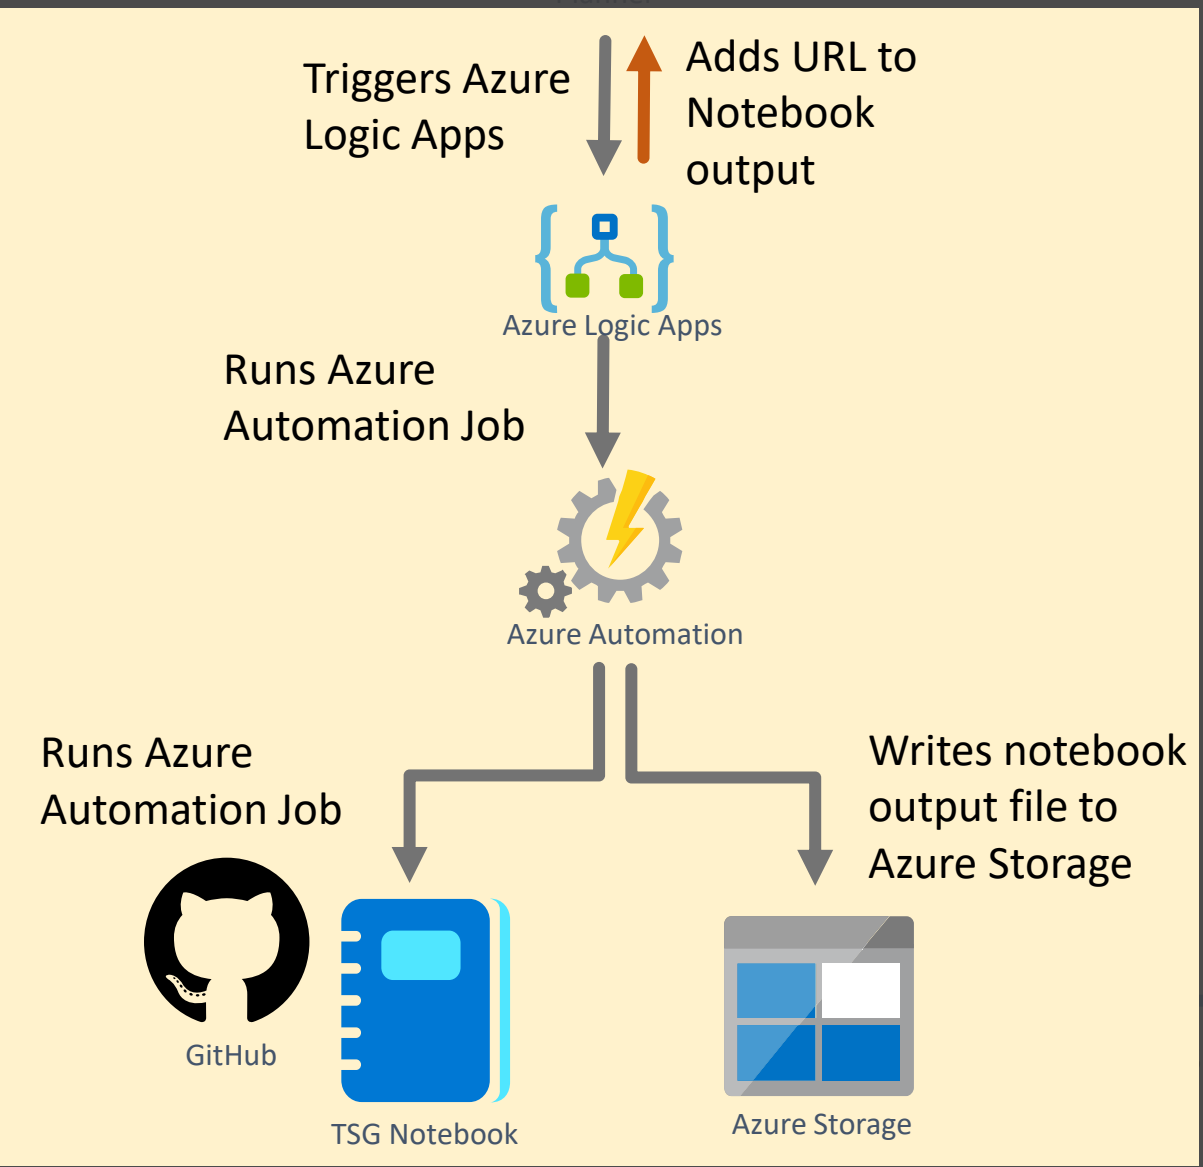 Triggers Azure
Logic Apps
Adds URL to
Notebook
output
Azure Logic Apps
Runs Azure
Automation Job
Azure Automation
Runs Azure
Automation Job
Writes notebook
output file to
Azure Storage
GitHub
TSG Notebook
Azure Storage